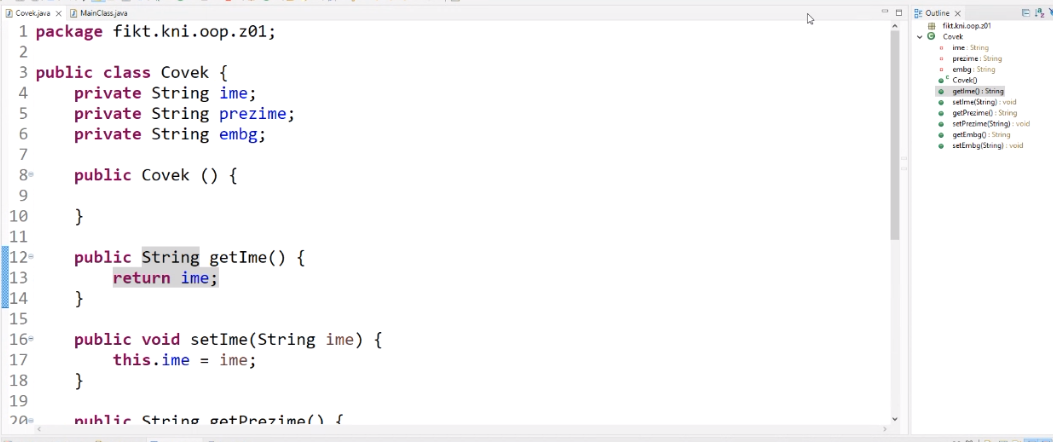 Covek.java
MainClass.java
1 package fikt.kni.oop.z01;
2
3 public class Covek {
4 private String ime;
5 private String prezime;
6 private String embg;
7
8 public Covek () {
9
10 }
11
12 public String getIme() {
13 return ime;
14 }
15
16 public void setIme(String ime) {
17 this.ime = ime;
18 }
19
20 public String getPrezime() {
Outline
fikt.kni.oop.z01
Covek
ime : String
prezime : String
embg : String
Covek()
getIme() : String
setIme(String) : void
getPrezime() : String
setPrezime(String) : void
getEmbg() : String
setEmbg(String) : void